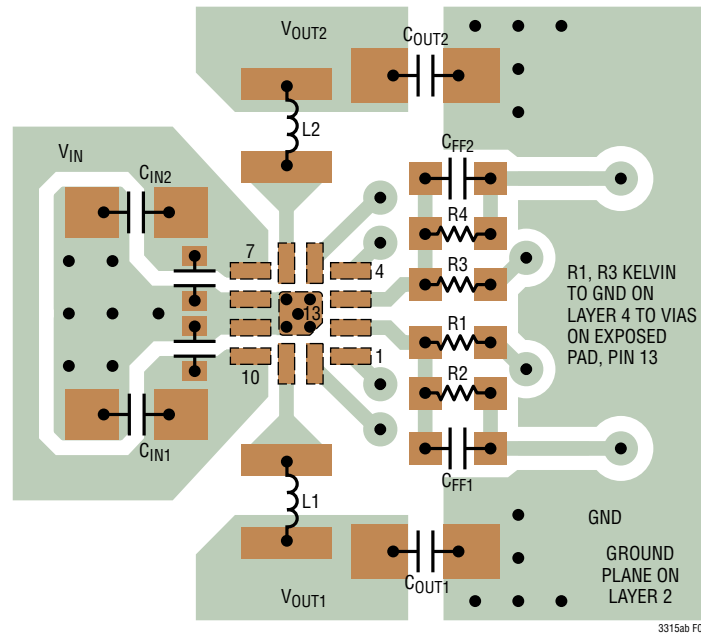 VOUT2
COUT2
L2
VIN
CIN2
CFF2
R4
7
4
R3
13
R1, R3 KELVIN
TO GND ON
LAYER 4 TO VIAS
ON EXPOSED
PAD, PIN 13
R1
10
1
R2
CIN1
CFF1
L1
GND
GROUND
PLANE ON
LAYER 2
COUT1
VOUT1
3315ab F0